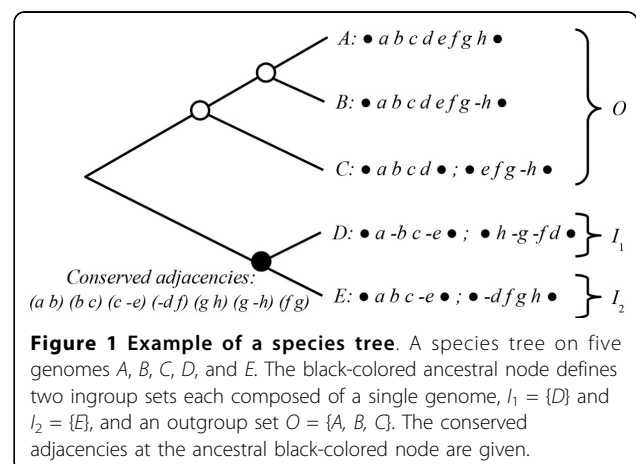 A: • a b c d e f g h •
B: • a b c d e f g -h •
O
C: • a b c d • ; • e f g -h •
D: • a -b c -e • ; • h -g -f d •
I1
Conserved adjacencies:
(a b) (b c) (c -e) (-d f) (g h) (g -h) (f g)
E: • a b c -e • ; • -d f g h •
I2
Figure 1 Example of a species tree. A species tree on five
genomes A, B, C, D, and E. The black-colored ancestral node defines
two ingroup sets each composed of a single genome, I1 = {D} and
I2 = {E}, and an outgroup set O = {A, B, C}. The conserved
adjacencies at the ancestral black-colored node are given.